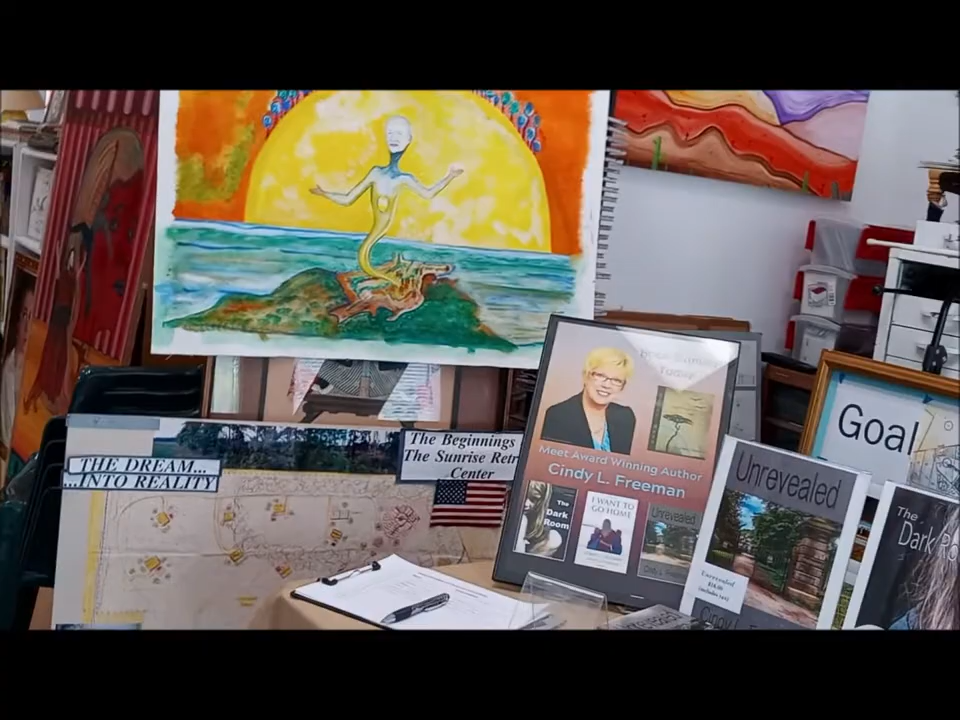 THE DREAM...
...INTO REALITY
The Beginnings
The Sunrise Retr
Center
Meet Award Winning Author
Cindy L. Freeman
The
Dark
Room
I WANT TO
GO HOME
Unrevealed
Unrevealed
Unrevealed
The
Dark Ro
Goal